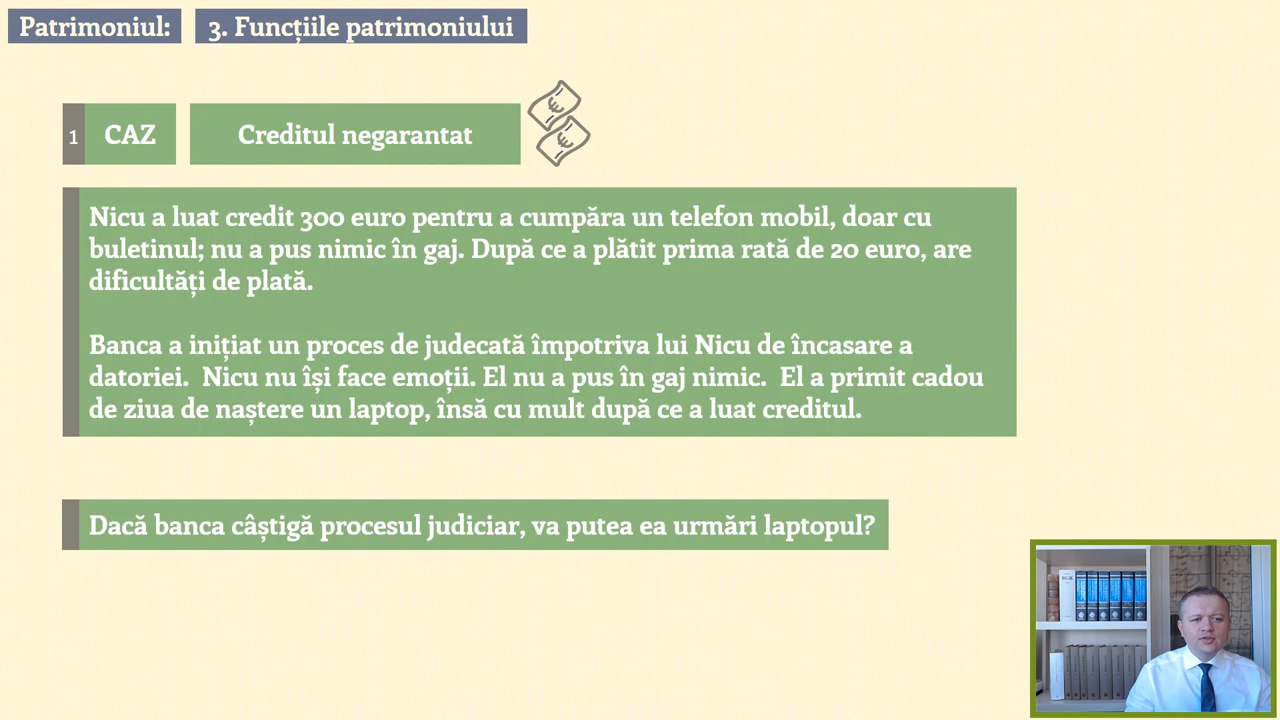 Patrimoniul: 3. Funcțiile patrimoniului
1 CAZ Creditul negarantat
Nicu a luat credit 300 euro pentru a cumpăra un telefon mobil, doar cu
buletinul; nu a pus nimic în gaj. După ce a plătit prima rată de 20 euro, are
dificultăți de plată.
Banca a inițiat un proces de judecată împotriva lui Nicu de încasare a
datoriei. Nicu nu își face emoții. El nu a pus în gaj nimic. El a primit cadou
de ziua de naștere un laptop, însă cu mult după ce a luat creditul.
Dacă banca câștigă procesul judiciar, va putea ea urmări laptopul?